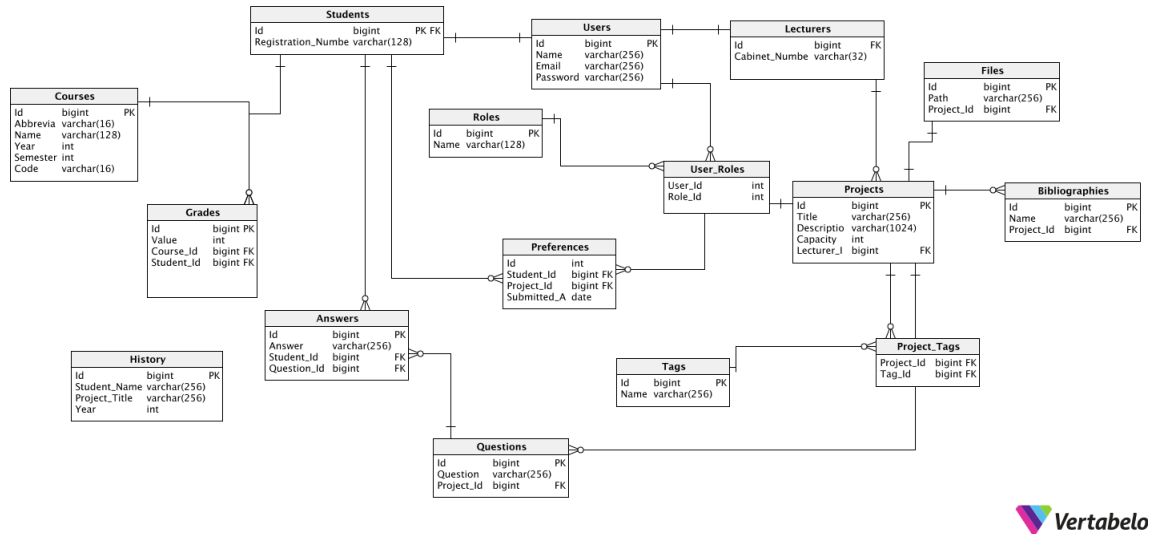 Students
Id bigint PK FK
Registration_Numbe varchar(128)
Users
Id bigint PK
Name varchar(256)
Email varchar(256)
Password varchar(256)
Lecturers
Id bigint FK
Cabinet_Numbe varchar(32)
Files
Id bigint PK
Path varchar(256)
Project_Id bigint FK
Courses
Id bigint PK
Abbrevia varchar(16)
Name varchar(128)
Year int
Semester int
Code varchar(16)
Roles
Id bigint PK
Name varchar(128)
User_Roles
User_Id int
Role_Id int
Projects
Id bigint PK
Title varchar(256)
Descriptio varchar(1024)
Capacity int
Lecturer_I bigint FK
Bibliographies
Id bigint PK
Name varchar(256)
Project_Id bigint FK
Grades
Id bigint PK
Value int
Course_Id bigint FK
Student_Id bigint FK
Preferences
Id int
Student_Id bigint FK
Project_Id bigint FK
Submitted_A date
Answers
Id bigint PK
Answer varchar(256)
Student_Id bigint FK
Question_Id bigint FK
History
Id bigint PK
Student_Name varchar(256)
Project_Title varchar(256)
Year int
Tags
Id bigint PK
Name varchar(256)
Project_Tags
Project_Id bigint FK
Tag_Id bigint FK
Questions
Id bigint PK
Question varchar(256)
Project_Id bigint FK
Vertabelo